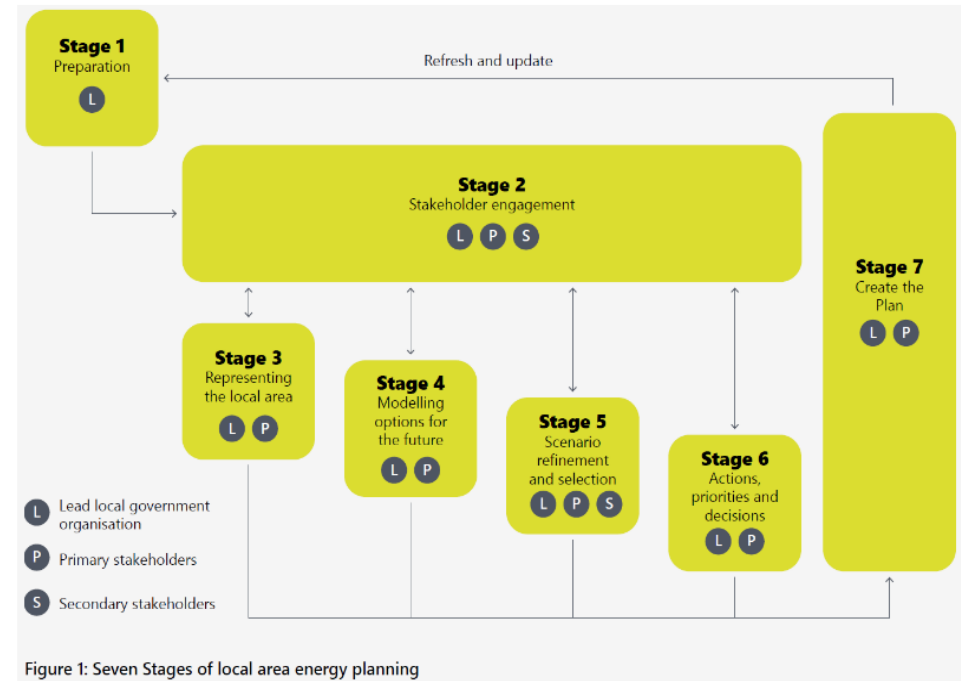 Stage 1
Preparation
L
Refresh and update
Stage 2
Stakeholder engagement
L P S
Stage 3
Representing
the local area
L P
Stage 4
Modelling
options for
the future
L P
Stage 5
Scenario
refinement
and selection
L P S
Stage 6
Actions,
priorities and
decisions
L P
Stage 7
Create the
Plan
L P
L Lead local government
organisation
P Primary stakeholders
S Secondary stakeholders
Figure 1: Seven Stages of local area energy planning